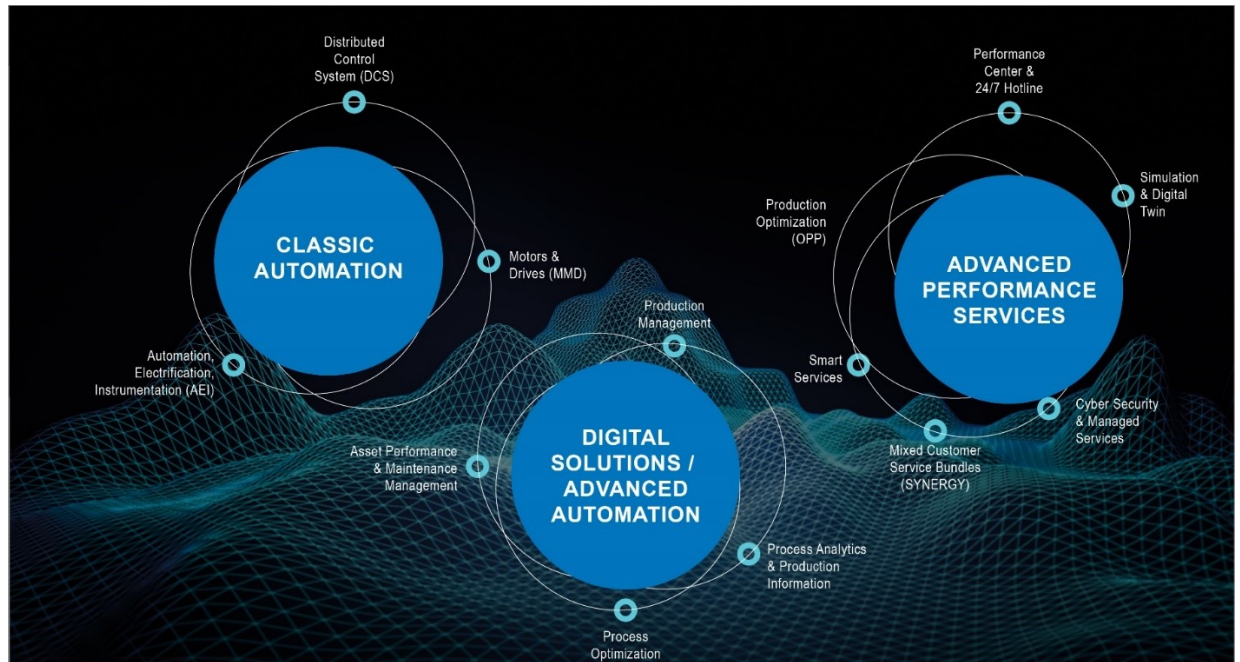 Distributed
Control
System (DCS)
CLASSIC
AUTOMATION
Motors &
Drives (MMD)
Automation,
Electrification,
Instrumentation (AEI)
Production
Management
Asset Performance
& Maintenance
Management
DIGITAL
SOLUTIONS /
ADVANCED
AUTOMATION
Process Analytics
& Production
Information
Process
Optimization
Performance
Center &
24/7 Hotline
Simulation
& Digital
Twin
Production
Optimization
(OPP)
ADVANCED
PERFORMANCE
SERVICES
Smart
Services
Cyber Security
& Managed
Services
Mixed Customer
Service Bundles
(SYNERGY)